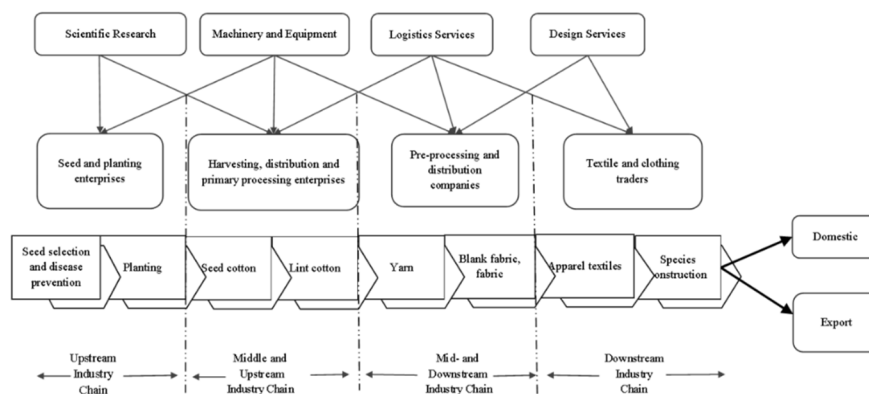 Scientific Research
Machinery and Equipment
Logistics Services
Design Services
Seed and planting
enterprises
Harvesting, distribution and
primary processing enterprises
Pre-processing and
distribution
companies
Textile and clothing
traders
Seed selection
and disease
prevention
Planting
Seed cotton
Lint cotton
Yarn
Blank fabric,
fabric
Apparel textiles
Species
onstruction
Domestic
Export
Upstream
Industry
Chain
Middle and
Upstream
Industry Chain
Mid- and
Downstream
Industry Chain
Downstream
Industry
Chain